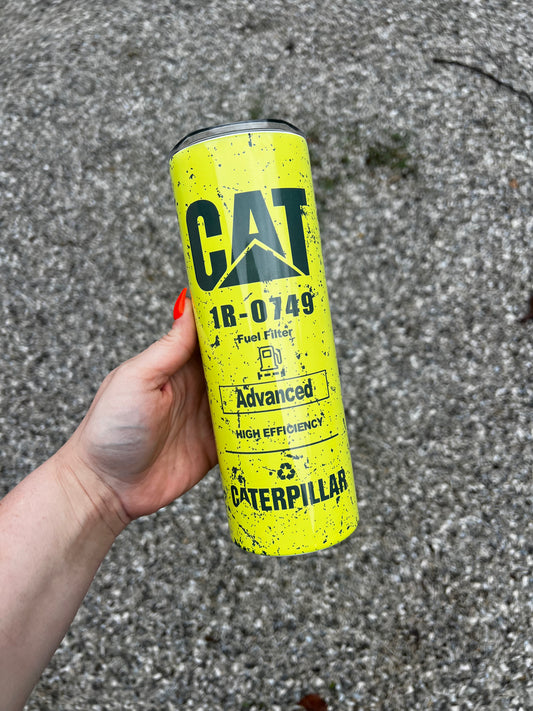 CAT
1R-0749
Fuel Filter
Advanced
HIGH EFFICIENCY
CATERPILLAR